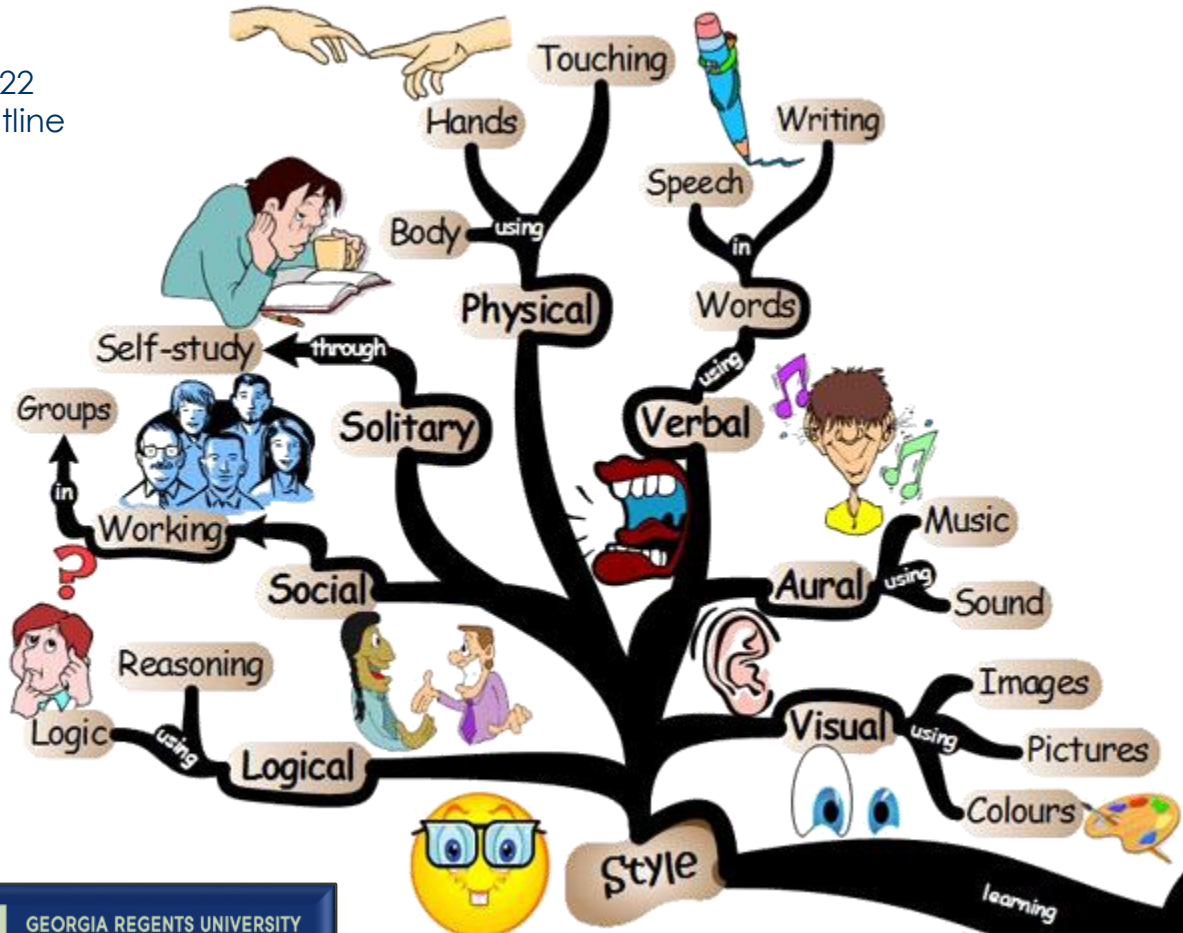 22
tline
Touching
Hands
Writing
Speech
Body
using
in
Physical
Words
Self-study
through
using
Groups
Solitary
Verbal
in
Working
Music
Social
Aural
using
Sound
Reasoning
Images
Logic
using
Visual
using
Pictures
Logical
Colours
Style
learning
GEORGIA REGENTS UNIVERSITY